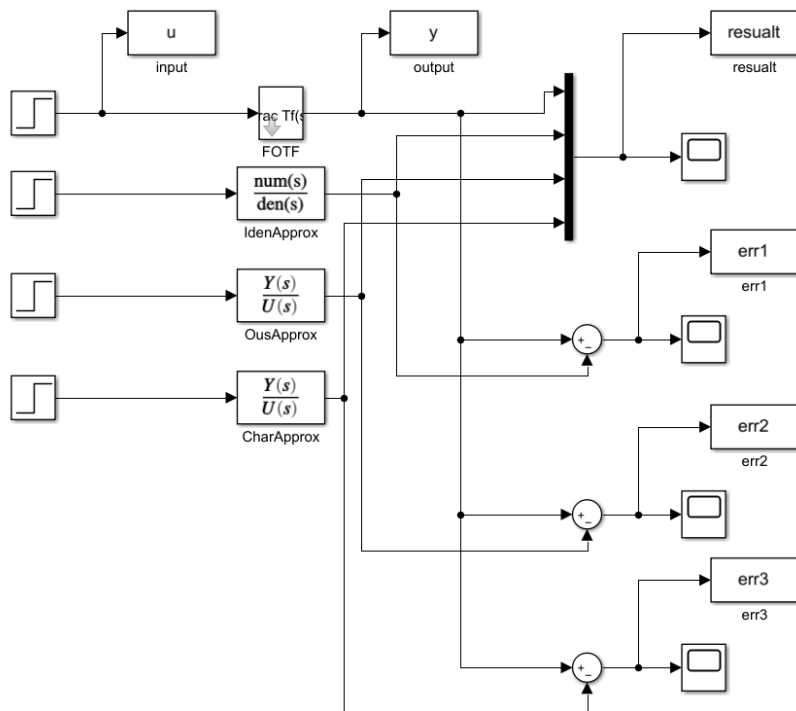 u
input
y
output
resualt
resualt
rac Tf(s
FOTF
num(s)
den(s)
IdenApprox
Y(s)
U(s)
OusApprox
Y(s)
U(s)
CharApprox
err1
err1
+
−
err2
err2
+
−
err3
err3
+
−